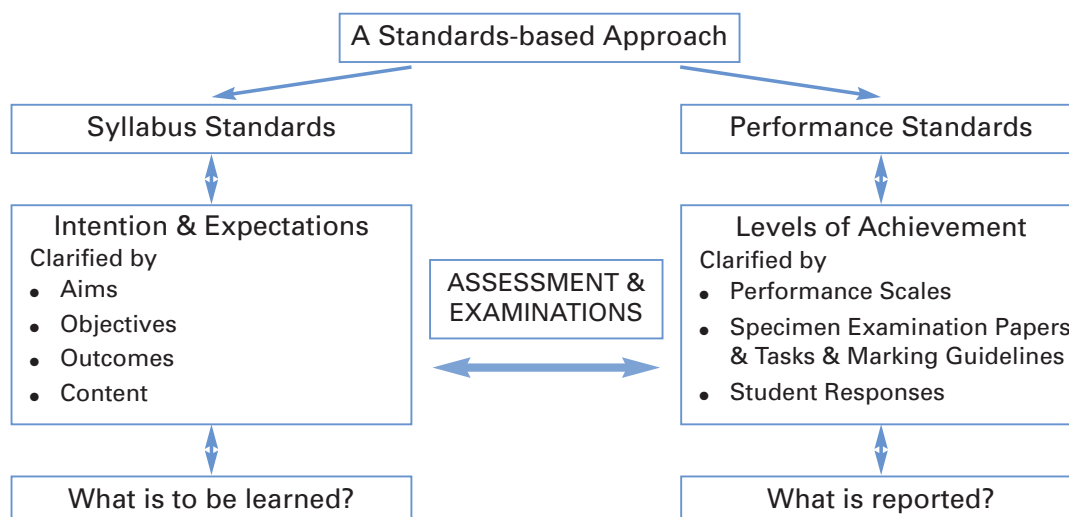 A Standards-based Approach
Syllabus Standards
Performance Standards
Intention & Expectations
Clarified by
• Aims
• Objectives
• Outcomes
• Content
ASSESSMENT &
EXAMINATIONS
Levels of Achievement
Clarified by
• Performance Scales
• Specimen Examination Papers
& Tasks & Marking Guidelines
• Student Responses
What is to be learned?
What is reported?